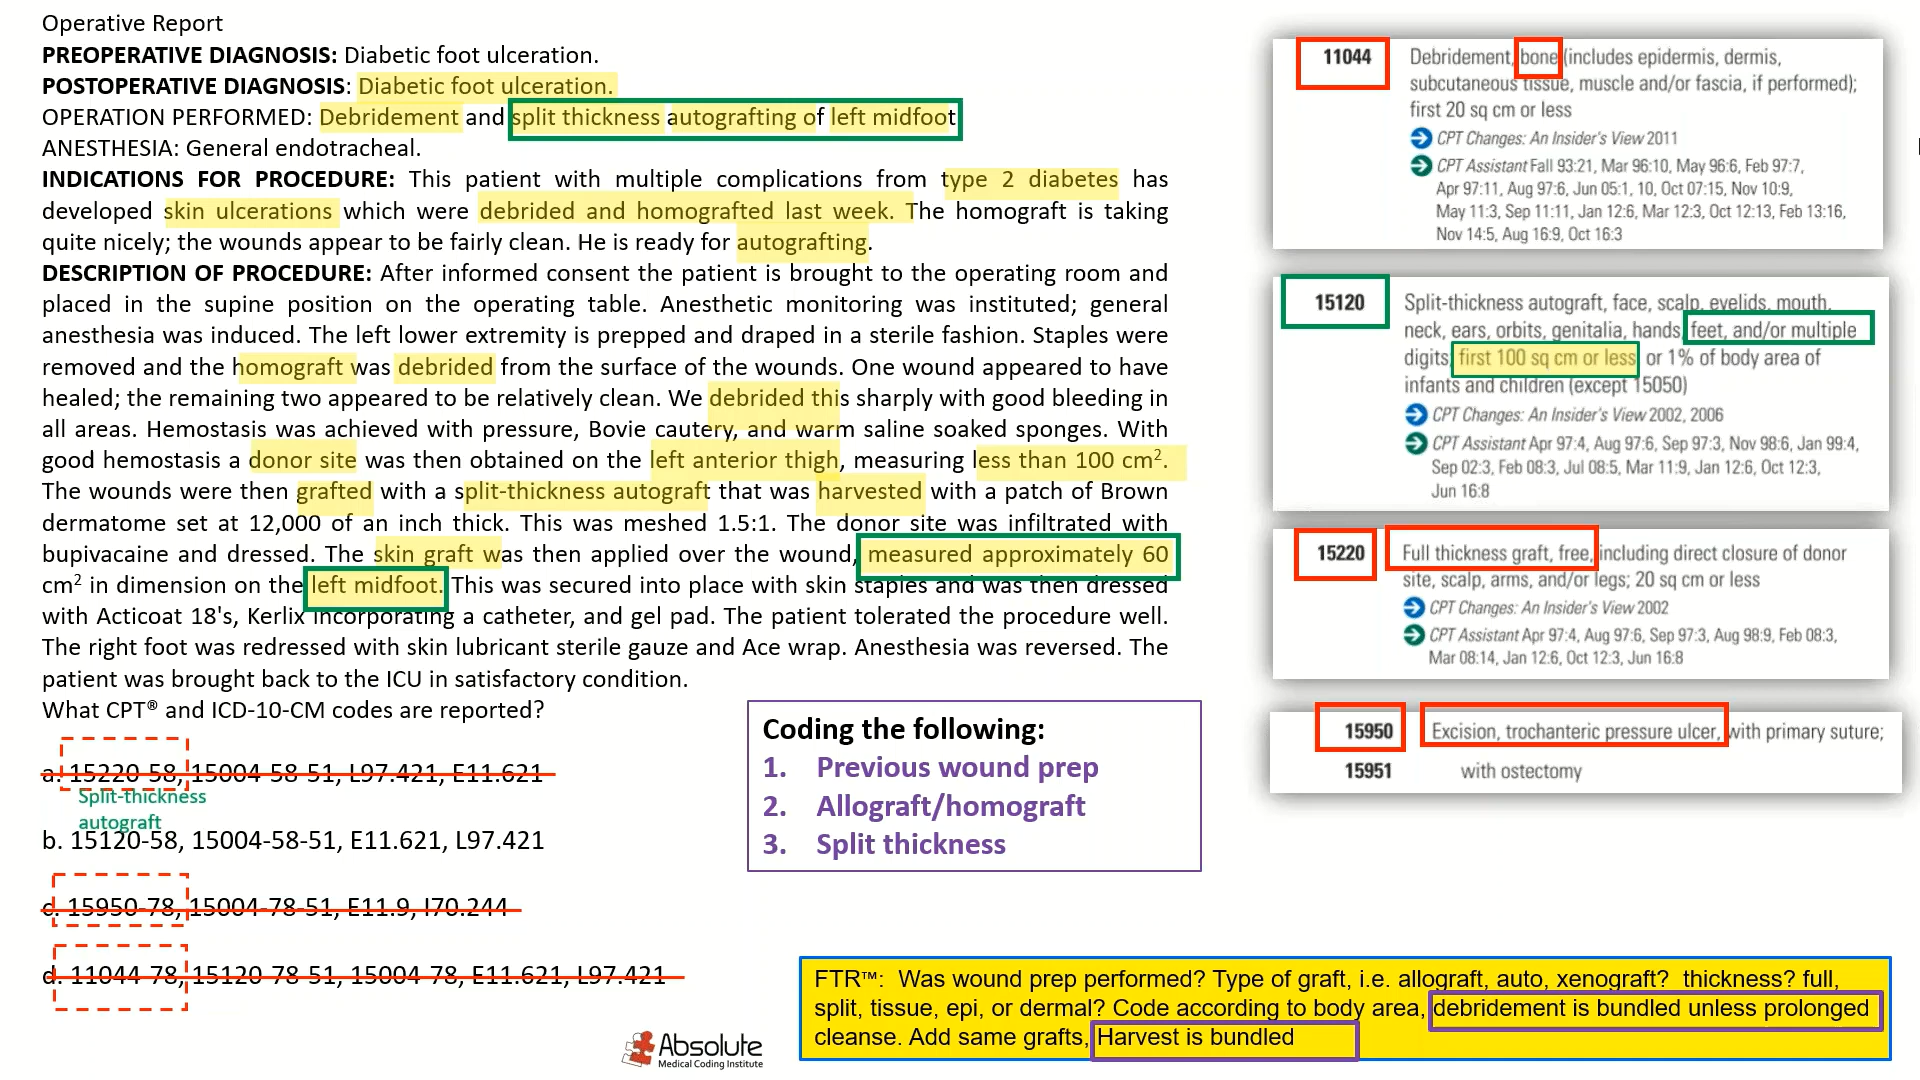 Operative Report
PREOPERATIVE DIAGNOSIS: Diabetic foot ulceration.
POSTOPERATIVE DIAGNOSIS: Diabetic foot ulceration.
OPERATION PERFORMED: Debridement and split thickness autografting of left midfoot
ANESTHESIA: General endotracheal.
INDICATIONS FOR PROCEDURE: This patient with multiple complications from type 2 diabetes has
developed skin ulcerations which were debrided and homografted last week. The homograft is taking
quite nicely; the wounds appear to be fairly clean. He is ready for autografting.
DESCRIPTION OF PROCEDURE: After informed consent the patient is brought to the operating room and
placed in the supine position on the operating table. Anesthetic monitoring was instituted; general
anesthesia was induced. The left lower extremity is prepped and draped in a sterile fashion. Staples were
removed and the homograft was debrided from the surface of the wounds. One wound appeared to have
healed; the remaining two appeared to be relatively clean. We debrided this sharply with good bleeding in
all areas. Hemostasis was achieved with pressure, Bovie cautery, and warm saline soaked sponges. With
good hemostasis a donor site was then obtained on the left anterior thigh, measuring less than 100 cm².
The wounds were then grafted with a split-thickness autograft that was harvested with a patch of Brown
dermatome set at 12,000 of an inch thick. This was meshed 1.5:1. The donor site was infiltrated with
bupivacaine and dressed. The skin graft was then applied over the wound, measured approximately 60
cm² in dimension on the left midfoot. This was secured into place with skin staples and was then dressed
with Acticoat 18's, Kerlix incorporating a catheter, and gel pad. The patient tolerated the procedure well.
The right foot was redressed with skin lubricant sterile gauze and Ace wrap. Anesthesia was reversed. The
patient was brought back to the ICU in satisfactory condition.
What CPT® and ICD-10-CM codes are reported?
a. 15220-58, 15004-58-51, L97.421, E11.621
Split-thickness
autograft
b. 15120-58, 15004-58-51, E11.621, L97.421
c. 15950-78, 15004-78-51, E11.9, I70.244
d. 11044-78, 15120-78-51, 15004-78, E11.621, L97.421
Coding the following:
1. Previous wound prep
2. Allograft/homograft
3. Split thickness
11044 Debridement, bone (includes epidermis, dermis,
subcutaneous tissue, muscle and/or fascia, if performed);
first 20 sq cm or less
CPT Changes: An Insider's View 2011
CPT Assistant Fall 93:21, Mar 96:10, May 96:6, Feb 97:7,
Apr 97:11, Aug 97:6, Jun 05:1, 10, Oct 07:15, Nov 10:9,
May 11:3, Sep 11:11, Jan 12:6, Mar 12:3, Oct 12:13, Feb 13:16,
Nov 14:5, Aug 16:9, Oct 16:3
15120 Split-thickness autograft, face, scalp, eyelids, mouth,
neck, ears, orbits, genitalia, hands, feet, and/or multiple
digits; first 100 sq cm or less or 1% of body area of
infants and children (except 15050)
CPT Changes: An Insider's View 2002, 2006
CPT Assistant Apr 97:4, Aug 97:6, Sep 97:3, Nov 98:6, Jan 99:4,
Sep 02:3, Feb 08:3, Jul 08:5, Mar 11:9, Jan 12:6, Oct 12:3,
Jun 16:8
15220 Full thickness graft, free, including direct closure of donor
site, scalp, arms, and/or legs; 20 sq cm or less
CPT Changes: An Insider's View 2002
CPT Assistant Apr 97:4, Aug 97:6, Sep 97:3, Aug 98:9, Feb 08:3,
Mar 08:14, Jan 12:6, Oct 12:3, Jun 16:8
15950 Excision, trochanteric pressure ulcer, with primary suture;
15951 with ostectomy
FTR™: Was wound prep performed? Type of graft, i.e. allograft, auto, xenograft? thickness? full,
split, tissue, epi, or dermal? Code according to body area, debridement is bundled unless prolonged
cleanse. Add same grafts, Harvest is bundled
Absolute
Medical Coding Institute